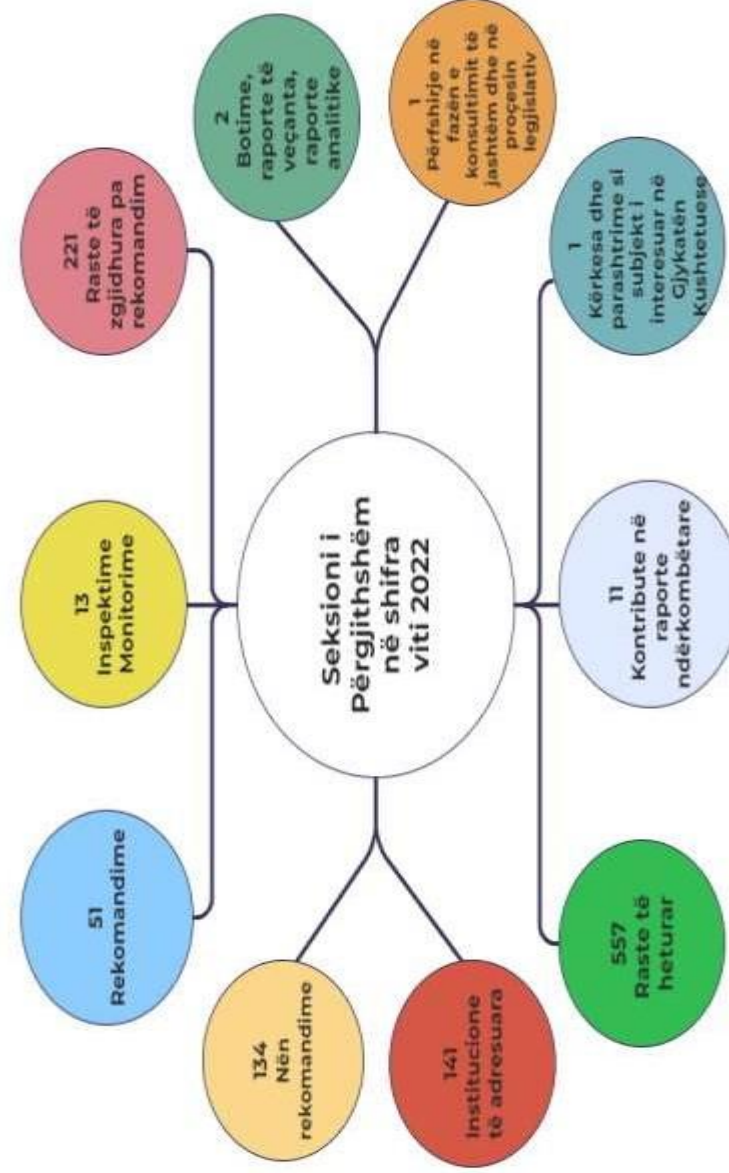 51
Rekomandime
13
Inspektime
Monitorime
221
Raste të
zgjidhura pa
rekomandim
134
Nën
rekomandime
2
Botime,
raporte të
veçanta,
raporte
analitike
Seksioni i
Përgjithshëm
në shifra
viti 2022
141
Institucione
të adresuara
1
Përfshirje në
fazën e
konsultimit të
jashtëm dhe në
proçesin
legjislativ
557
Raste të
heturar
11
Kontribute në
raporte
ndërkombëtare
1
Kërkesa dhe
parashtrime si
subjekt i
interesuar në
Gjykatën
Kushtetuese